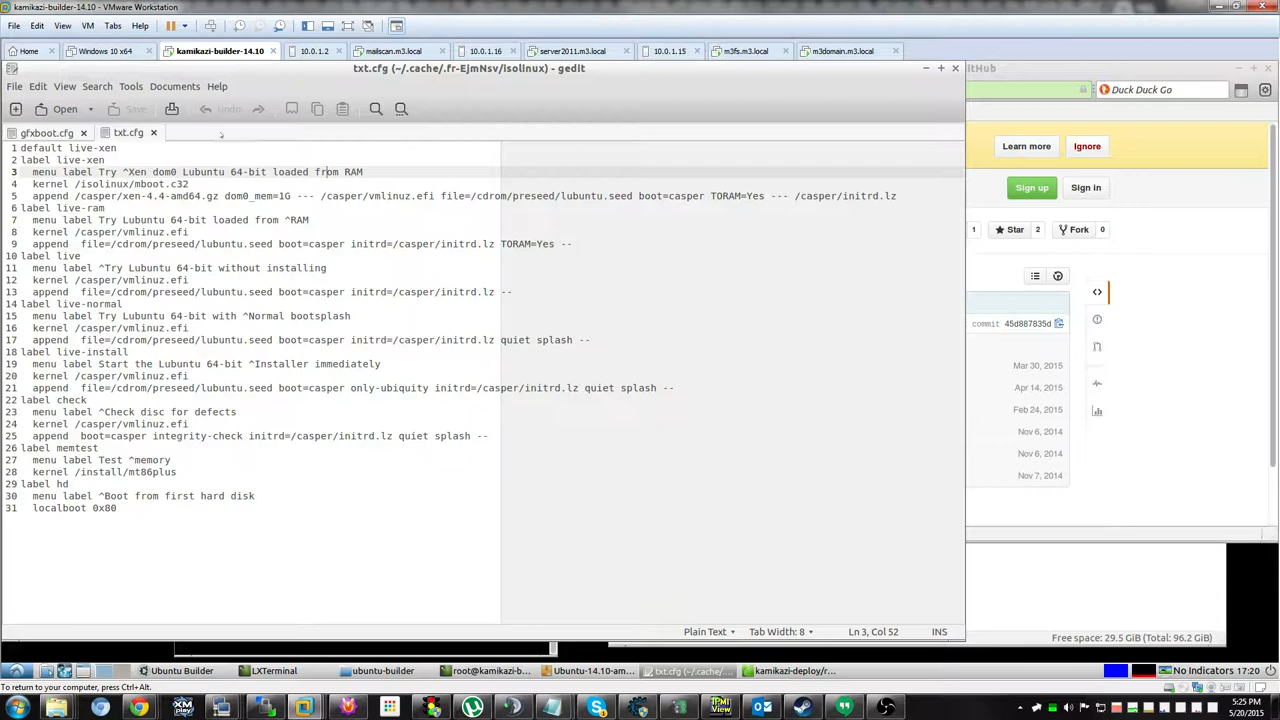 kamikazi-builder-14.10 - VMware Workstation
File Edit View VM Tabs Help
Home Windows 10 x64 kamikazi-builder-14.10 10.0.1.2 mailscan.m3.local 10.0.1.16 server2011.m3.local 10.0.1.15 m3fs.m3.local m3domain.m3.local
txt.cfg (~/.cache/.fr-EjmNsv/isolinux) - gedit
File Edit View Search Tools Documents Help
Open Save Undo
gfxboot.cfg txt.cfg
1 default live-xen
2 label live-xen
3 menu label Try ^Xen dom0 Lubuntu 64-bit loaded from RAM
4 kernel /isolinux/mboot.c32
5 append /casper/xen-4.4-amd64.gz dom0_mem=1G --- /casper/vmlinuz.efi file=/cdrom/preseed/lubuntu.seed boot=casper TORAM=Yes --- /casper/initrd.lz
6 label live-ram
7 menu label Try Lubuntu 64-bit loaded from ^RAM
8 kernel /casper/vmlinuz.efi
9 append file=/cdrom/preseed/lubuntu.seed boot=casper initrd=/casper/initrd.lz TORAM=Yes --
10 label live
11 menu label ^Try Lubuntu 64-bit without installing
12 kernel /casper/vmlinuz.efi
13 append file=/cdrom/preseed/lubuntu.seed boot=casper initrd=/casper/initrd.lz --
14 label live-normal
15 menu label Try Lubuntu 64-bit with ^Normal bootsplash
16 kernel /casper/vmlinuz.efi
17 append file=/cdrom/preseed/lubuntu.seed boot=casper initrd=/casper/initrd.lz quiet splash --
18 label live-install
19 menu label Start the Lubuntu 64-bit ^Installer immediately
20 kernel /casper/vmlinuz.efi
21 append file=/cdrom/preseed/lubuntu.seed boot=casper only-ubiquity initrd=/casper/initrd.lz quiet splash --
22 label check
23 menu label ^Check disc for defects
24 kernel /casper/vmlinuz.efi
25 append boot=casper integrity-check initrd=/casper/initrd.lz quiet splash --
26 label memtest
27 menu label Test ^memory
28 kernel /install/mt86plus
29 label hd
30 menu label ^Boot from first hard disk
31 localboot 0x80
Plain Text Tab Width: 8 Ln 3, Col 52 INS
Duck Duck Go
Learn more Ignore
Sign up Sign in
1 Star 2 Fork 0
commit 45d887835d
Mar 30, 2015
Apr 14, 2015
Feb 24, 2015
Nov 6, 2014
Nov 6, 2014
Nov 7, 2014
Free space: 29.5 GiB (Total: 96.2 GiB)
Ubuntu Builder LXTerminal ubuntu-builder root@kamikazi-b... Ubuntu-14.10-am... txt.cfg (~/.cache/... kamikazi-deploy/r... No Indicators 17:20
To return to your computer, press Ctrl+Alt.
5:25 PM
5/20/2015